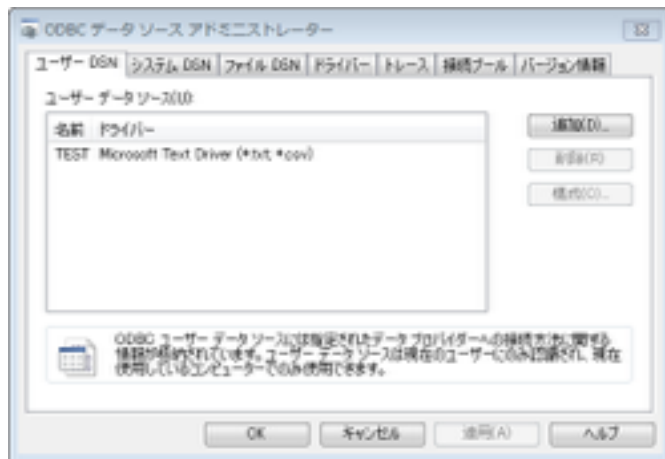 ODBC データ ソース アドミニストレーター
ユーザー DSN システム DSN ファイル DSN ドライバー トレース 接続プール バージョン情報
ユーザー データ ソース(U):
名前 ドライバー
TEST Microsoft Text Driver (*.txt; *.csv)
追加(D)...
削除(R)
構成(C)...
ODBC ユーザー データ ソースには指定されたデータ プロバイダーへの接続方法に関する
情報が格納されています。ユーザー データ ソースは現在のユーザーにのみ認識され、現在
使用しているコンピューターでのみ使用できます。
OK キャンセル 適用(A) ヘルプ